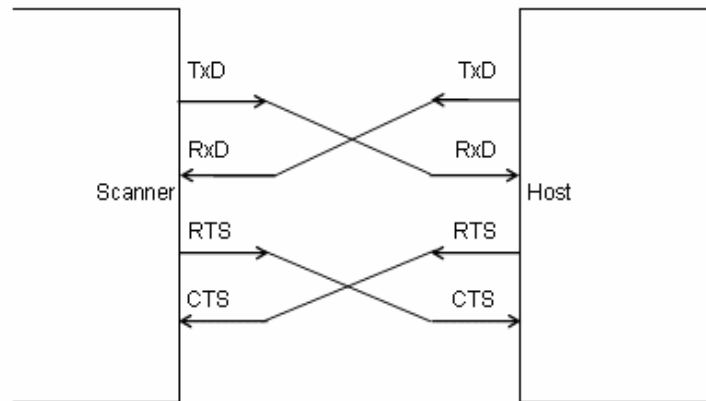 TxD TxD
RxD RxD
Scanner Host
RTS RTS
CTS CTS